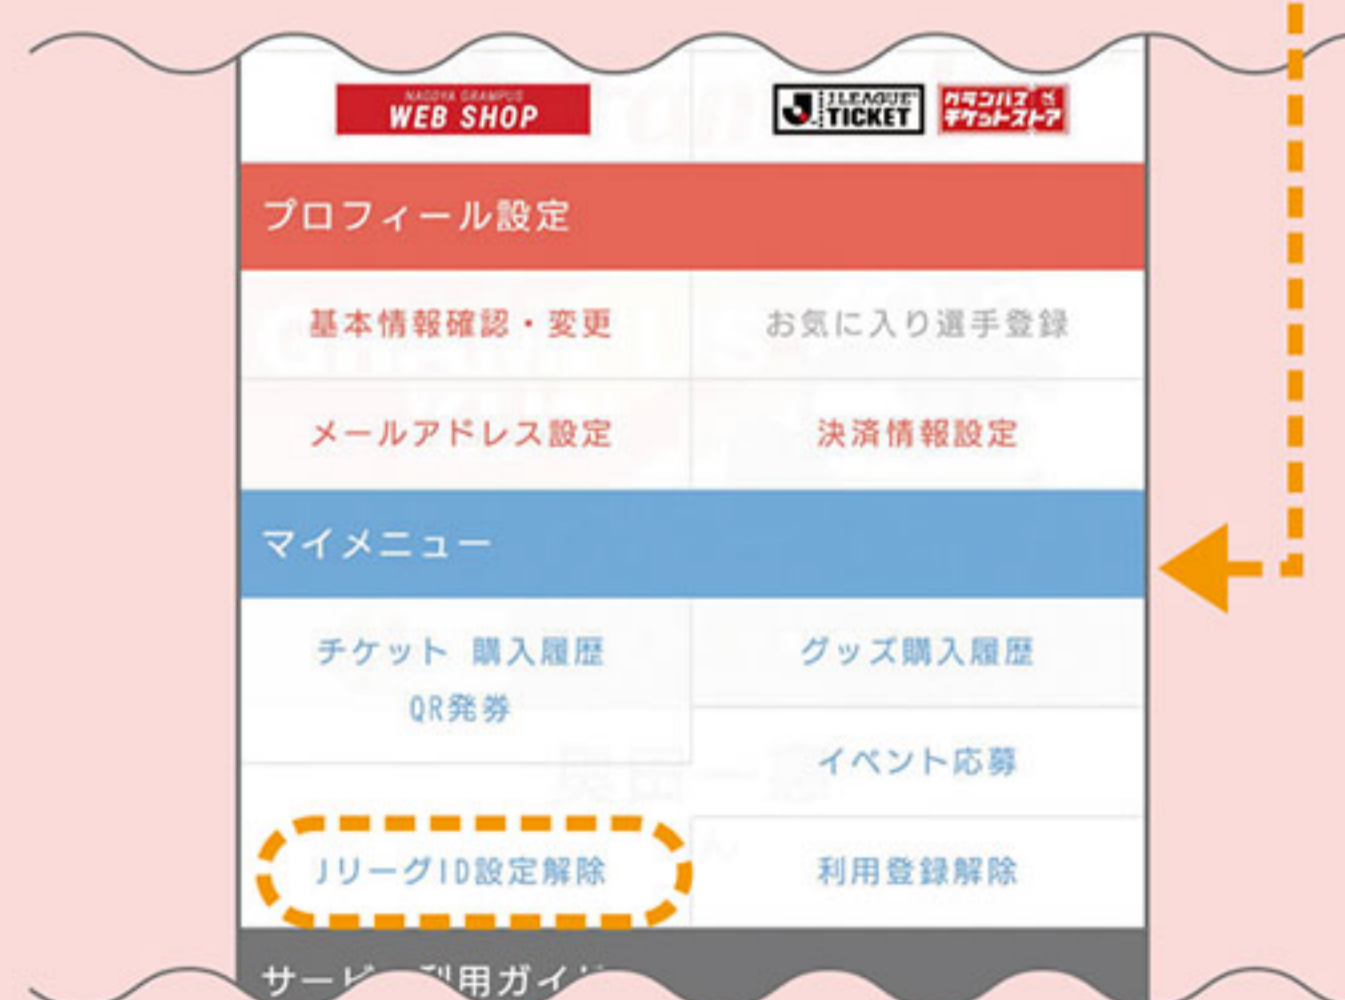 NAGOYA GRAMPUS
WEB SHOP
J.LEAGUE
TICKET
グランパス
チケットストア
プロフィール設定
基本情報確認・変更
お気に入り選手登録
メールアドレス設定
決済情報設定
マイメニュー
チケット 購入履歴
QR発券
グッズ購入履歴
イベント応募
JリーグID設定解除
利用登録解除